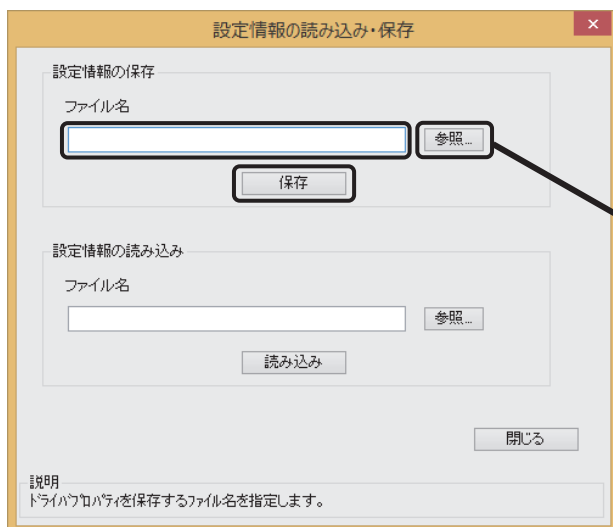 設定情報の読み込み・保存
設定情報の保存
ファイル名
参照...
保存
設定情報の読み込み
ファイル名
参照...
読み込み
閉じる
説明
ドライバプロパティを保存するファイル名を指定します。